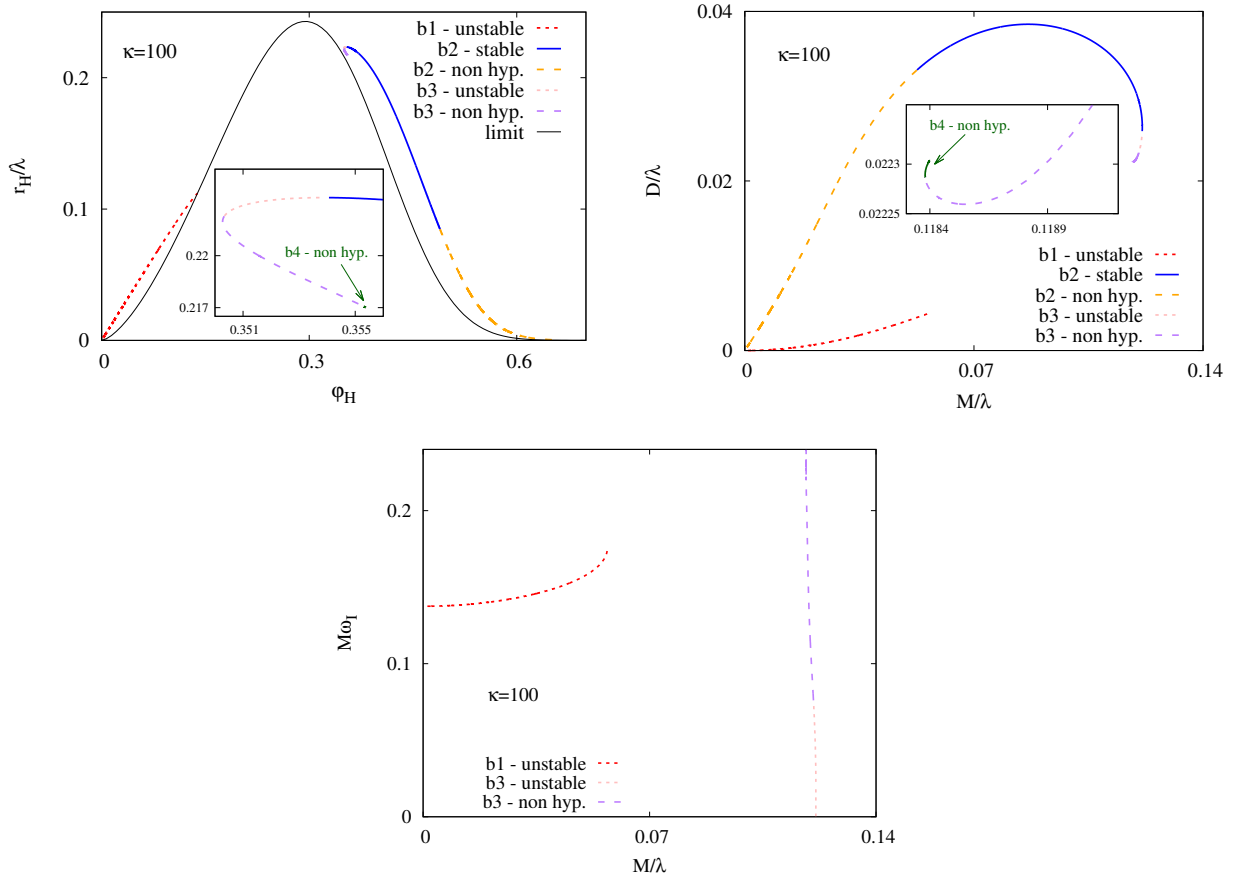 κ=100
b1 - unstable
b2 - stable
b2 - non hyp.
b3 - unstable
b3 - non hyp.
limit
r_H/λ
0.2
0.1
0
0
0.3
0.6
φ_H
b4 - non hyp.
0.22
0.217
0.351
0.355
κ=100
D/λ
0.04
0.02
0
0
0.07
0.14
M/λ
b4 - non hyp.
0.0223
0.02225
0.1184
0.1189
b1 - unstable
b2 - stable
b2 - non hyp.
b3 - unstable
b3 - non hyp.
Mω_I
0.2
0.1
0
κ=100
b1 - unstable
b3 - unstable
b3 - non hyp.
0
0.07
0.14
M/λ